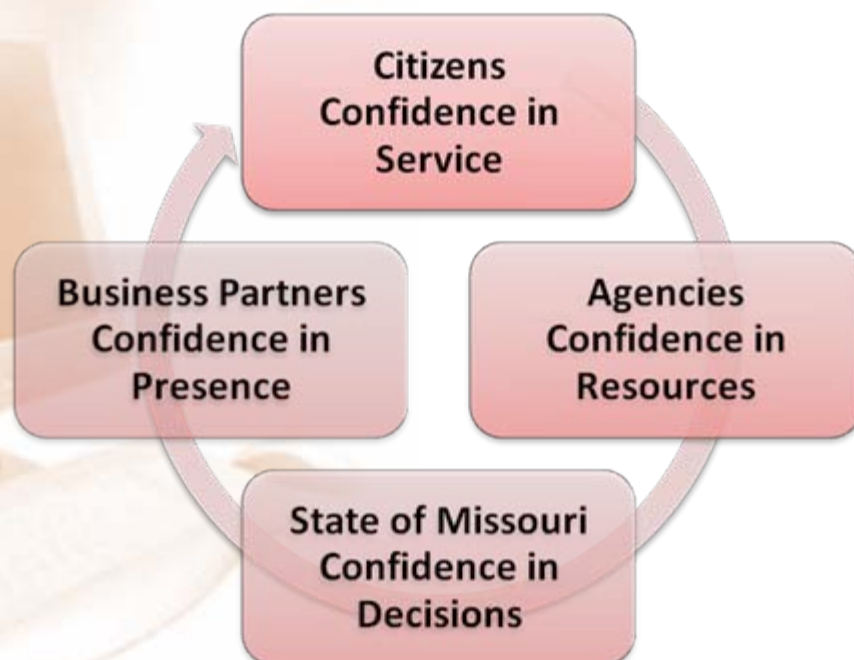 Citizens
Confidence in
Service
Business Partners
Confidence in
Presence
Agencies
Confidence in
Resources
State of Missouri
Confidence in
Decisions